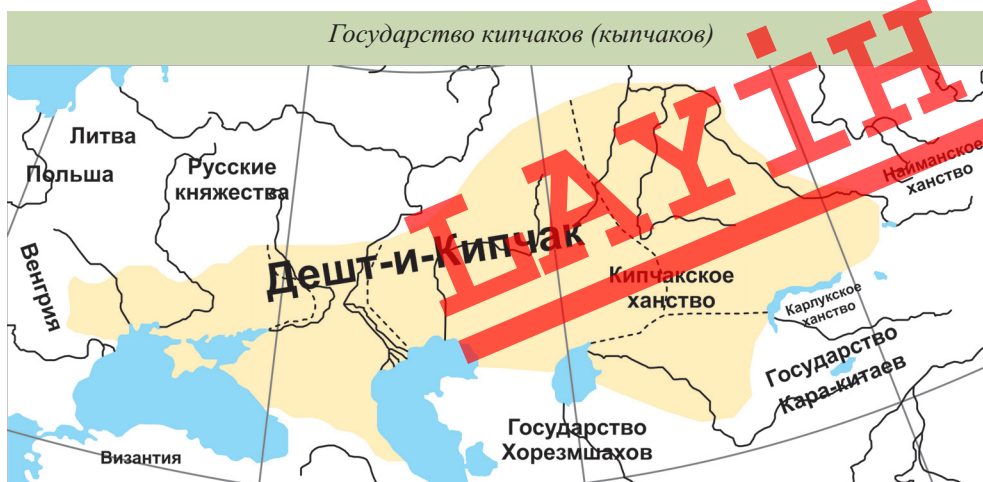 Государство кипчаков (кыпчаков)
LAYİH
Литва
Польша
Русские
княжества
Венгрия
Дешт-и-Кипчак
Кипчакское
ханство
Найманское
ханство
Карлукское
ханство
Государство
Кара-китаев
Государство
Хорезмшахов
Византия